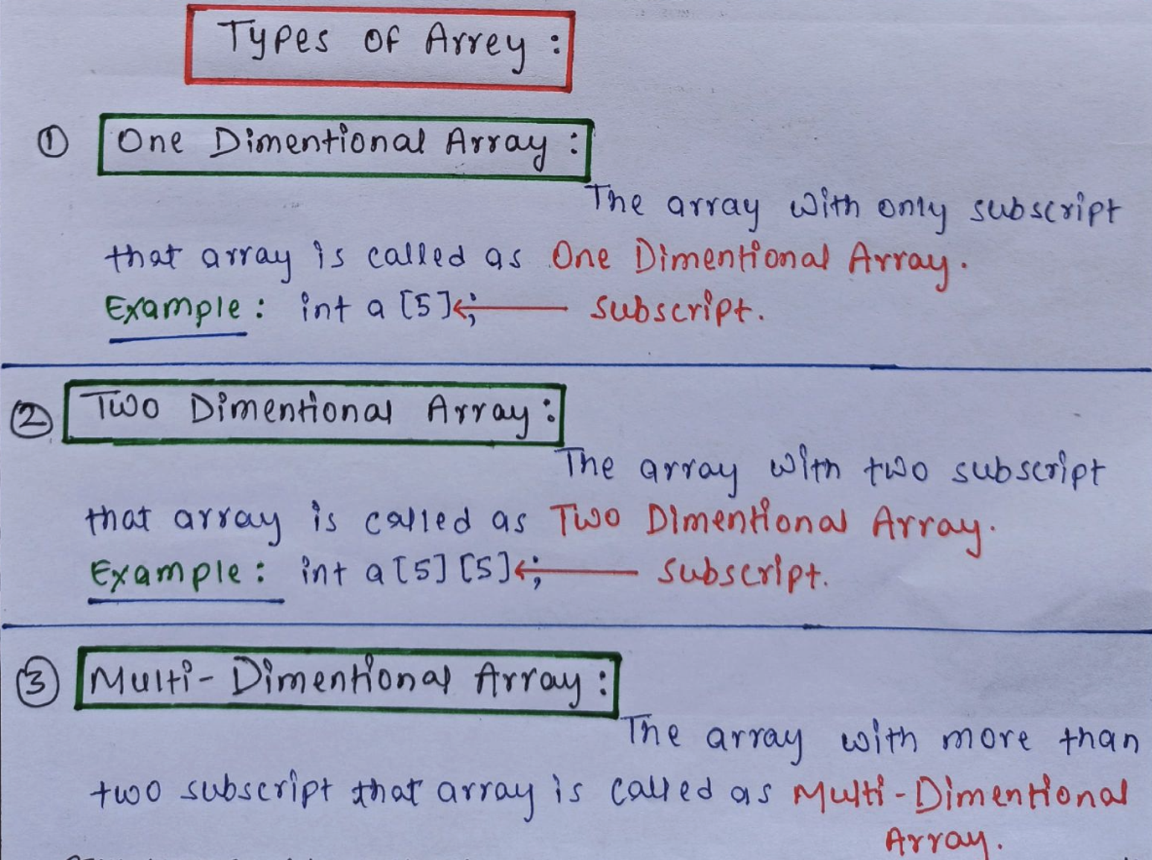 Types of Arrey :
① One Dimentional Array :
The array with only subscript
that array is called as One Dimentional Array.
Example : int a [5]; ← subscript.
② Two Dimentional Array :
The array with two subscript
that array is called as Two Dimentional Array.
Example : int a [5] [5]; ← subscript.
③ Multi-Dimentional Array :
The array with more than
two subscript that array is called as Multi-Dimentional
Array.